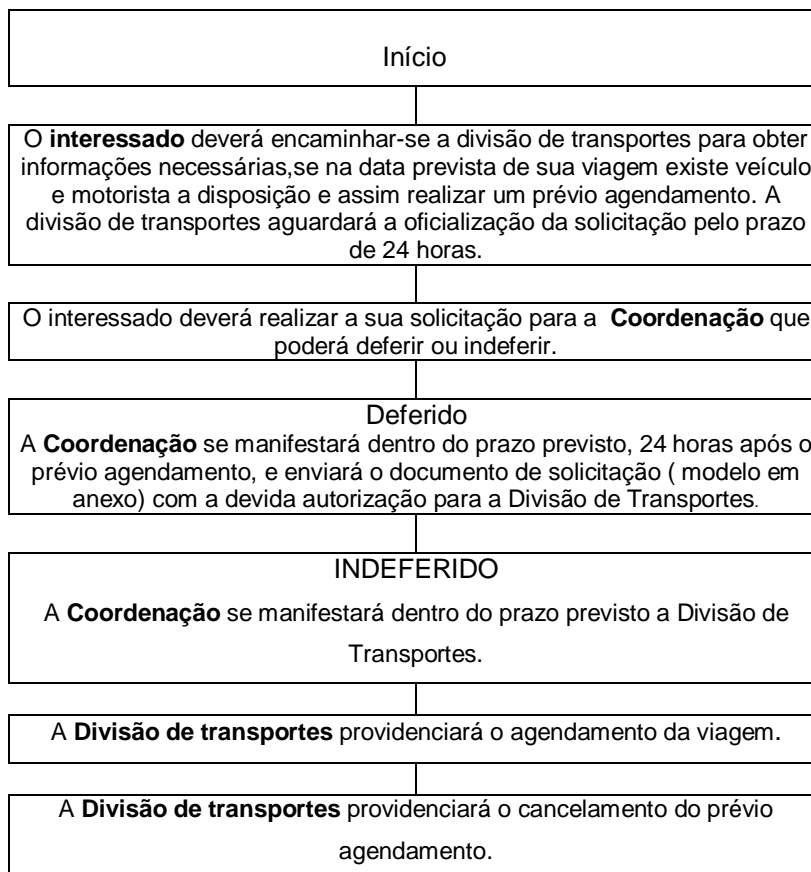 Início
O interessado deverá encaminhar-se a divisão de transportes para obter
informações necessárias,se na data prevista de sua viagem existe veículo
e motorista a disposição e assim realizar um prévio agendamento. A
divisão de transportes aguardará a oficialização da solicitação pelo prazo
de 24 horas.
O interessado deverá realizar a sua solicitação para a Coordenação que
poderá deferir ou indeferir.
Deferido
A Coordenação se manifestará dentro do prazo previsto, 24 horas após o
prévio agendamento, e enviará o documento de solicitação ( modelo em
anexo) com a devida autorização para a Divisão de Transportes.
INDEFERIDO
A Coordenação se manifestará dentro do prazo previsto a Divisão de
Transportes.
A Divisão de transportes providenciará o agendamento da viagem.
A Divisão de transportes providenciará o cancelamento do prévio
agendamento.